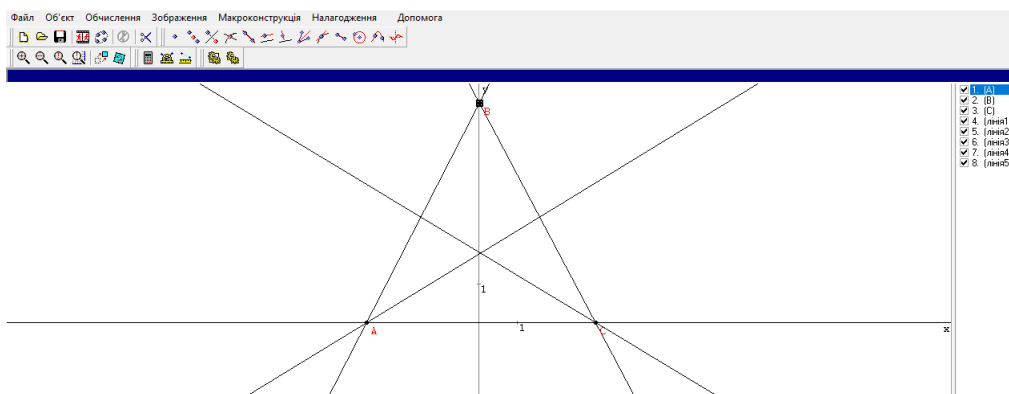 Файл Об'єкт Обчислення Зображення Макроконструкція Налагодження Допомога
y
B
1
A
1
C
x
1. (A)
2. (B)
3. (C)
4. (лінія1
5. (лінія2
6. (лінія3
7. (лінія4
8. (лінія5